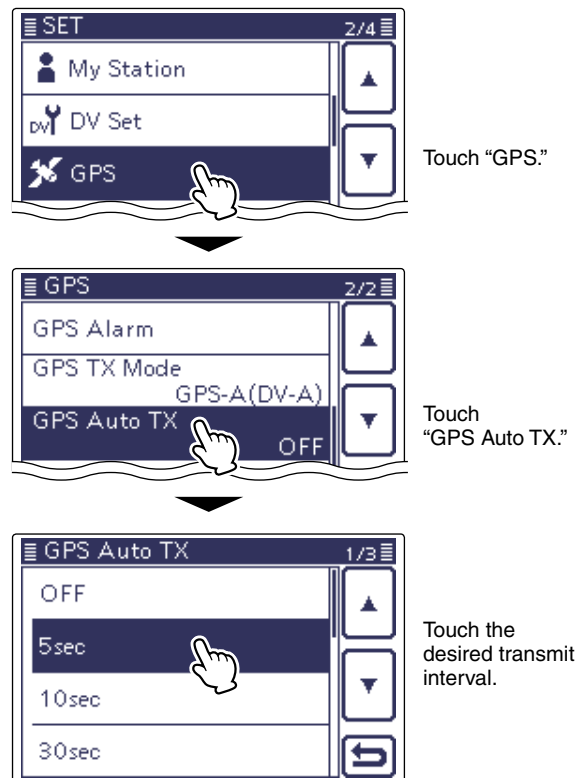 SET 2/4
My Station
DV DV Set
GPS
Touch “GPS.”
GPS 2/2
GPS Alarm
GPS TX Mode
GPS-A(DV-A)
GPS Auto TX
OFF
Touch
“GPS Auto TX.”
GPS Auto TX 1/3
OFF
5sec
10sec
30sec
Touch the
desired transmit
interval.